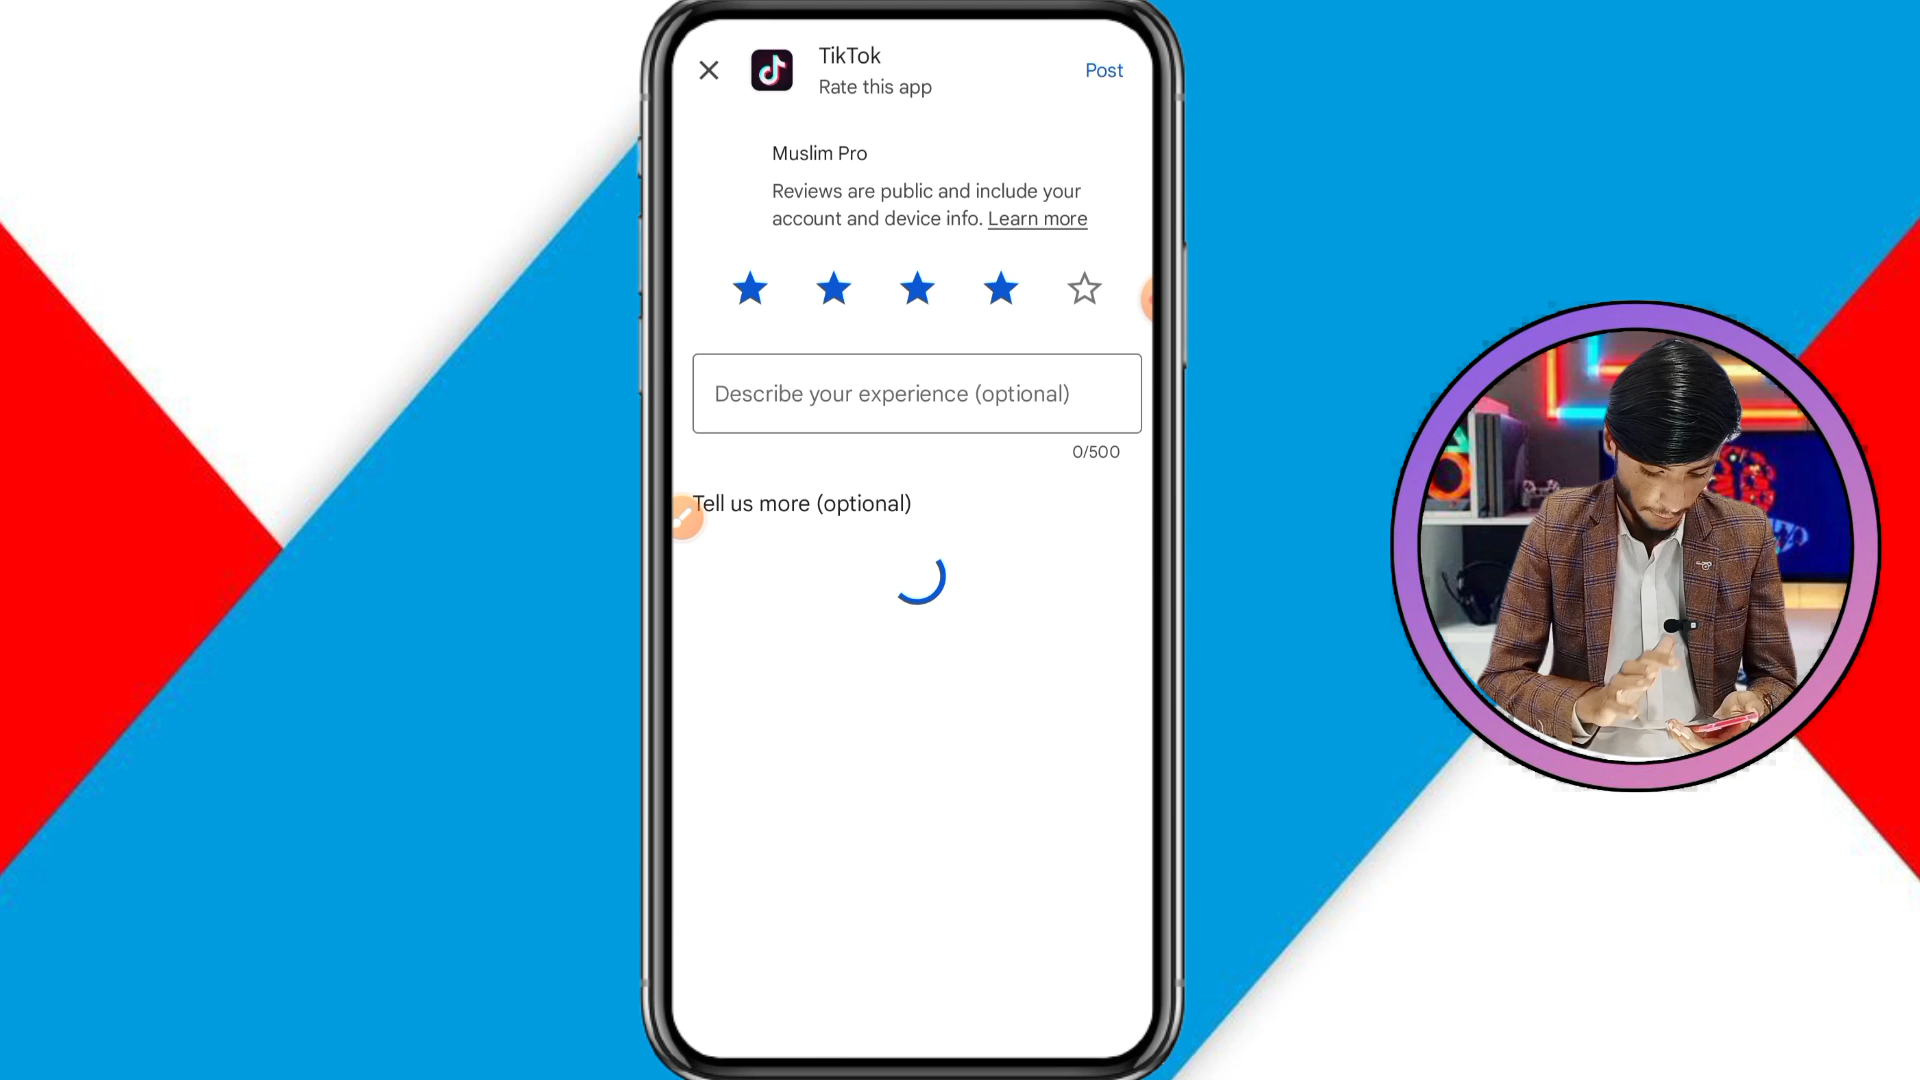 TikTok
Rate this app
Post
Muslim Pro
Reviews are public and include your
account and device info. Learn more
Describe your experience (optional)
0/500
Tell us more (optional)